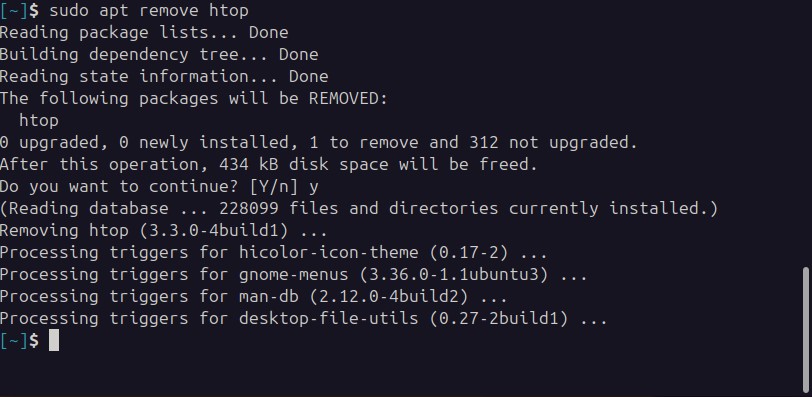 [~]$ sudo apt remove htop
Reading package lists... Done
Building dependency tree... Done
Reading state information... Done
The following packages will be REMOVED:
  htop
0 upgraded, 0 newly installed, 1 to remove and 312 not upgraded.
After this operation, 434 kB disk space will be freed.
Do you want to continue? [Y/n] y
(Reading database ... 228099 files and directories currently installed.)
Removing htop (3.3.0-4build1) ...
Processing triggers for hicolor-icon-theme (0.17-2) ...
Processing triggers for gnome-menus (3.36.0-1.1ubuntu3) ...
Processing triggers for man-db (2.12.0-4build2) ...
Processing triggers for desktop-file-utils (0.27-2build1) ...
[~]$